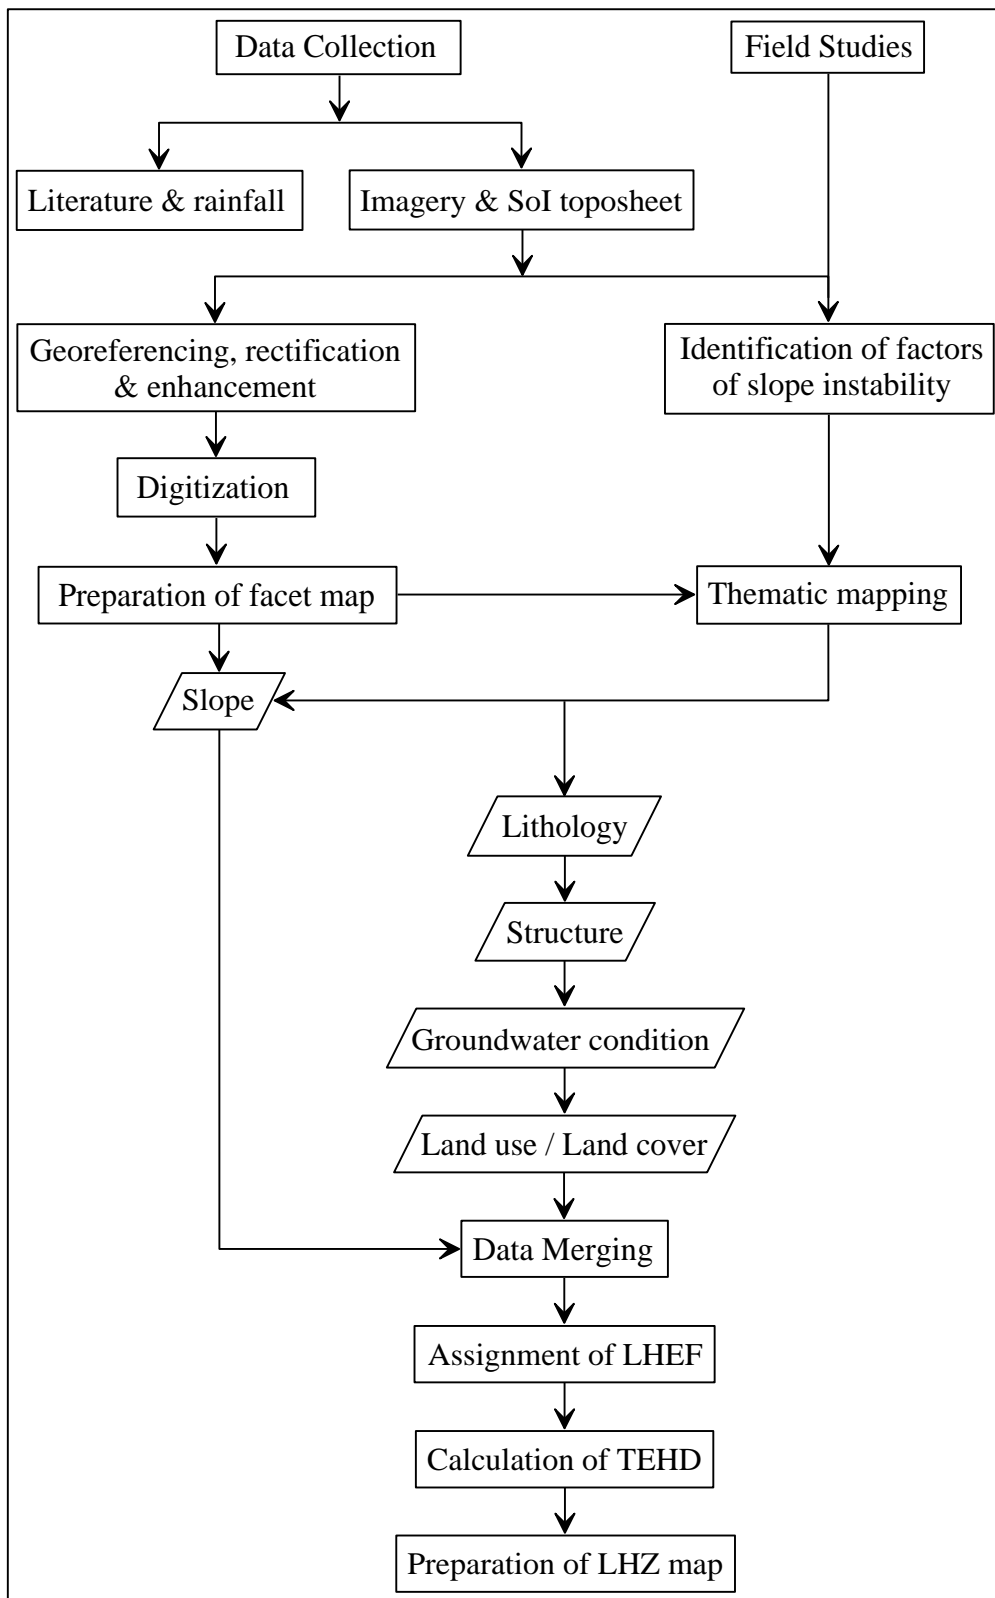 Data Collection
Field Studies
Literature & rainfall
Imagery & SoI toposheet
Georeferencing, rectification
& enhancement
Identification of factors
of slope instability
Digitization
Preparation of facet map
Thematic mapping
Slope
Lithology
Structure
Groundwater condition
Land use / Land cover
Data Merging
Assignment of LHEF
Calculation of TEHD
Preparation of LHZ map